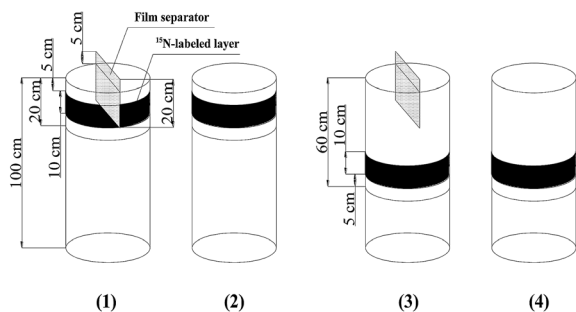 Film separator
¹⁵N-labeled layer
5 cm
5 cm
20 cm
10 cm
100 cm
20 cm
60 cm
10 cm
5 cm
(1)
(2)
(3)
(4)